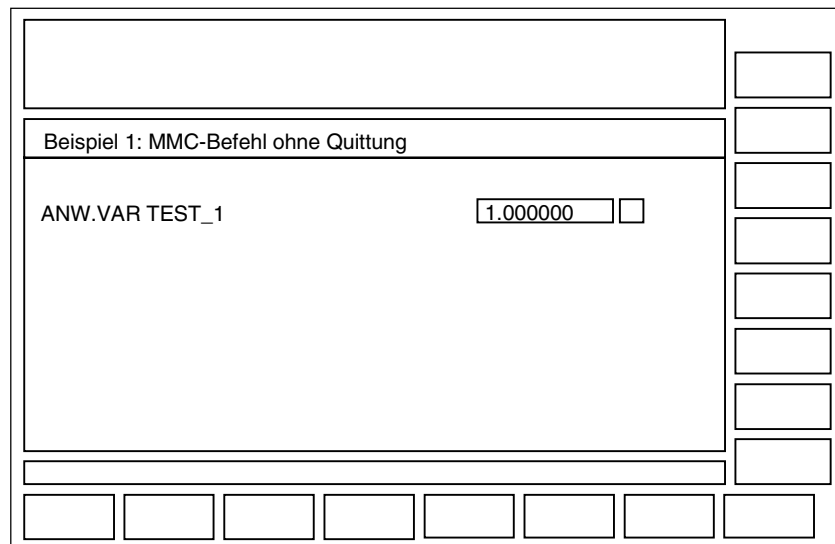 Beispiel 1: MMC-Befehl ohne Quittung
ANW.VAR TEST_1 1.000000